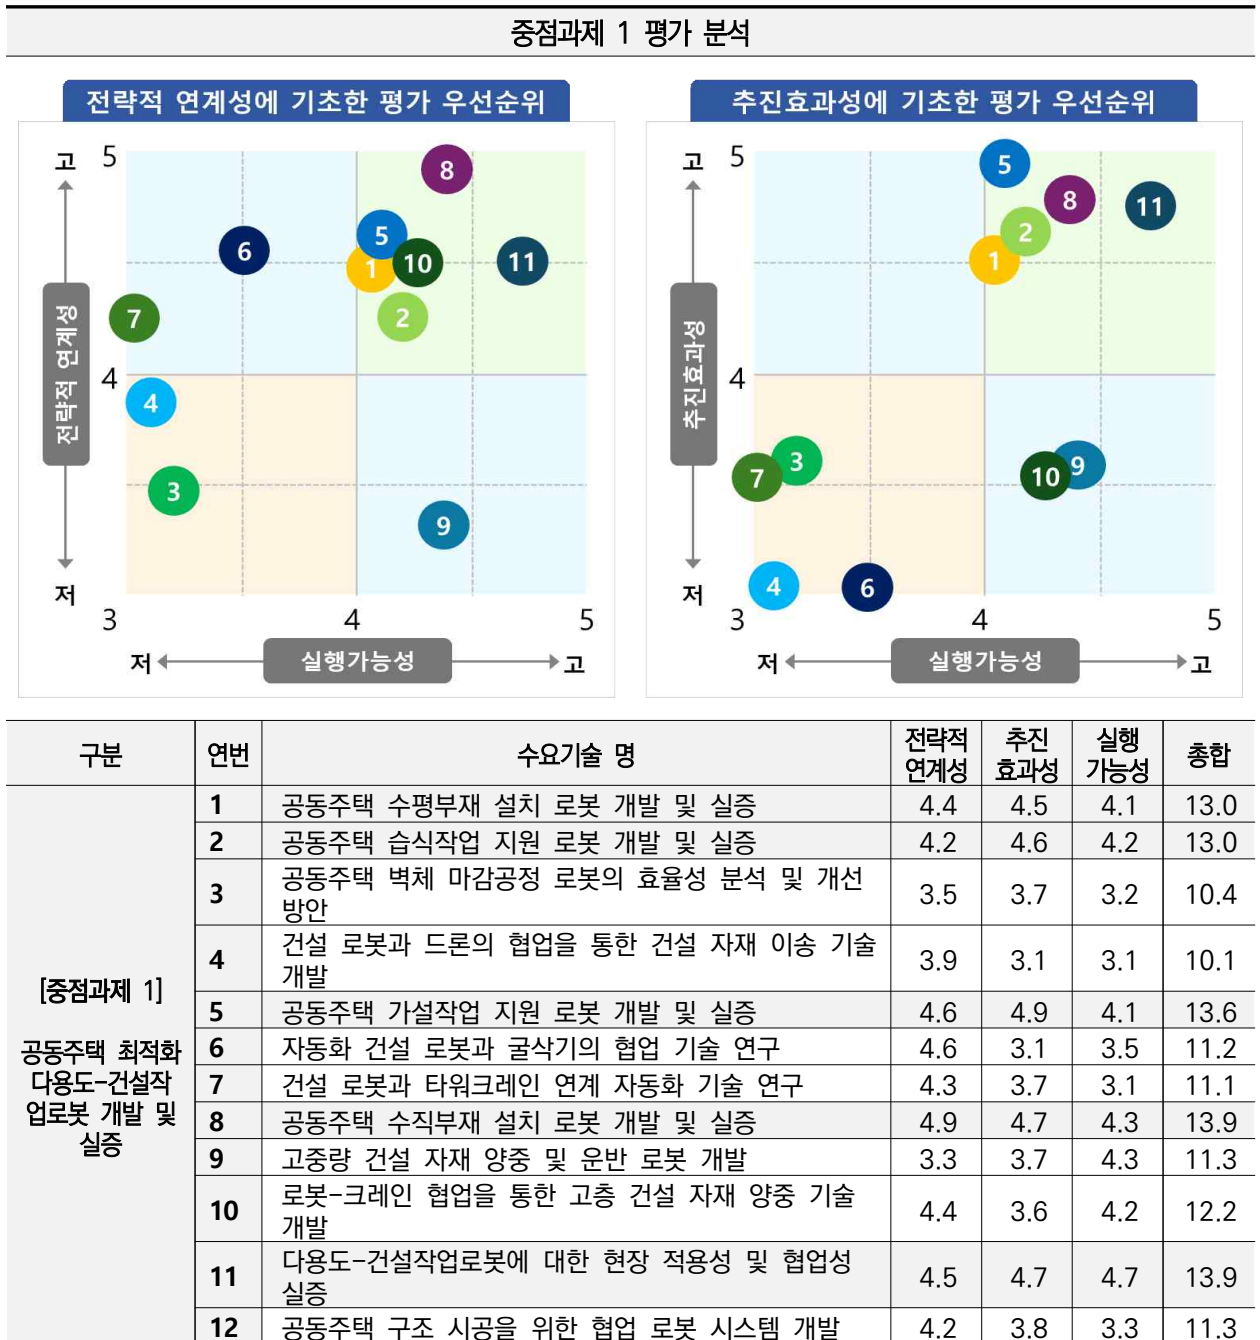 중점과제 1 평가 분석
전략적 연계성에 기초한 평가 우선순위
고
5
8
6
5
1
10
11
7
2
전략적 연계성
4
4
3
9
저
3
4
5
저
실행가능성
고
추진효과성에 기초한 평가 우선순위
고
5
5
8
11
2
1
추진효과성
4
7
3
10
9
4
6
저
3
4
5
저
실행가능성
고
구분 연번 수요기술 명 전략적 연계성 추진 효과성 실행 가능성 총합
[중점과제 1]
공동주택 최적화
다용도-건설작
업로봇 개발 및
실증
1 공동주택 수평부재 설치 로봇 개발 및 실증 4.4 4.5 4.1 13.0
2 공동주택 습식작업 지원 로봇 개발 및 실증 4.2 4.6 4.2 13.0
3 공동주택 벽체 마감공정 로봇의 효율성 분석 및 개선
방안 3.5 3.7 3.2 10.4
4 건설 로봇과 드론의 협업을 통한 건설 자재 이송 기술
개발 3.9 3.1 3.1 10.1
5 공동주택 가설작업 지원 로봇 개발 및 실증 4.6 4.9 4.1 13.6
6 자동화 건설 로봇과 굴삭기의 협업 기술 연구 4.6 3.1 3.5 11.2
7 건설 로봇과 타워크레인 연계 자동화 기술 연구 4.3 3.7 3.1 11.1
8 공동주택 수직부재 설치 로봇 개발 및 실증 4.9 4.7 4.3 13.9
9 고중량 건설 자재 양중 및 운반 로봇 개발 3.3 3.7 4.3 11.3
10 로봇-크레인 협업을 통한 고층 건설 자재 양중 기술
개발 4.4 3.6 4.2 12.2
11 다용도-건설작업로봇에 대한 현장 적용성 및 협업성
실증 4.5 4.7 4.7 13.9
12 공동주택 구조 시공을 위한 협업 로봇 시스템 개발 4.2 3.8 3.3 11.3